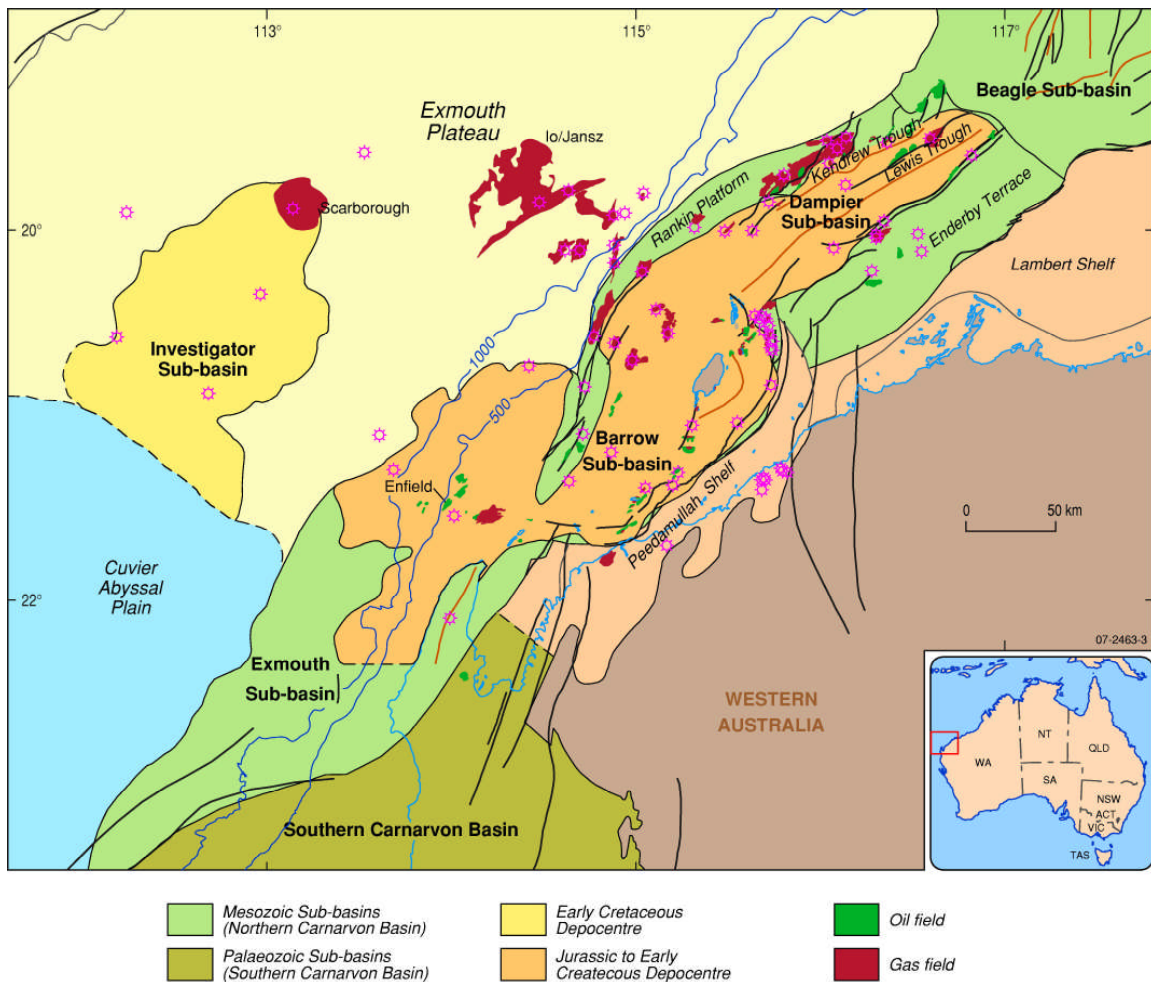 113°
115°
117°
Beagle Sub-basin
Exmouth
Plateau
Io/Jansz
Kendrew Trough
Lewis Trough
Scarborough
Rankin Platform
Dampier
Sub-basin
Enderby Terrace
20°
Lambert Shelf
Investigator
Sub-basin
1000
500
Barrow
Sub-basin
Enfield
Peedamullah Shelf
0 50 km
Cuvier
Abyssal
Plain
22°
07-2463-3
Exmouth
Sub-basin
WESTERN
AUSTRALIA
Southern Carnarvon Basin
NT
QLD
WA
SA
NSW
ACT
VIC
TAS
Mesozoic Sub-basins
(Northern Carnarvon Basin)
Early Cretaceous
Depocentre
Oil field
Palaeozoic Sub-basins
(Southern Carnarvon Basin)
Jurassic to Early
Createcous Depocentre
Gas field